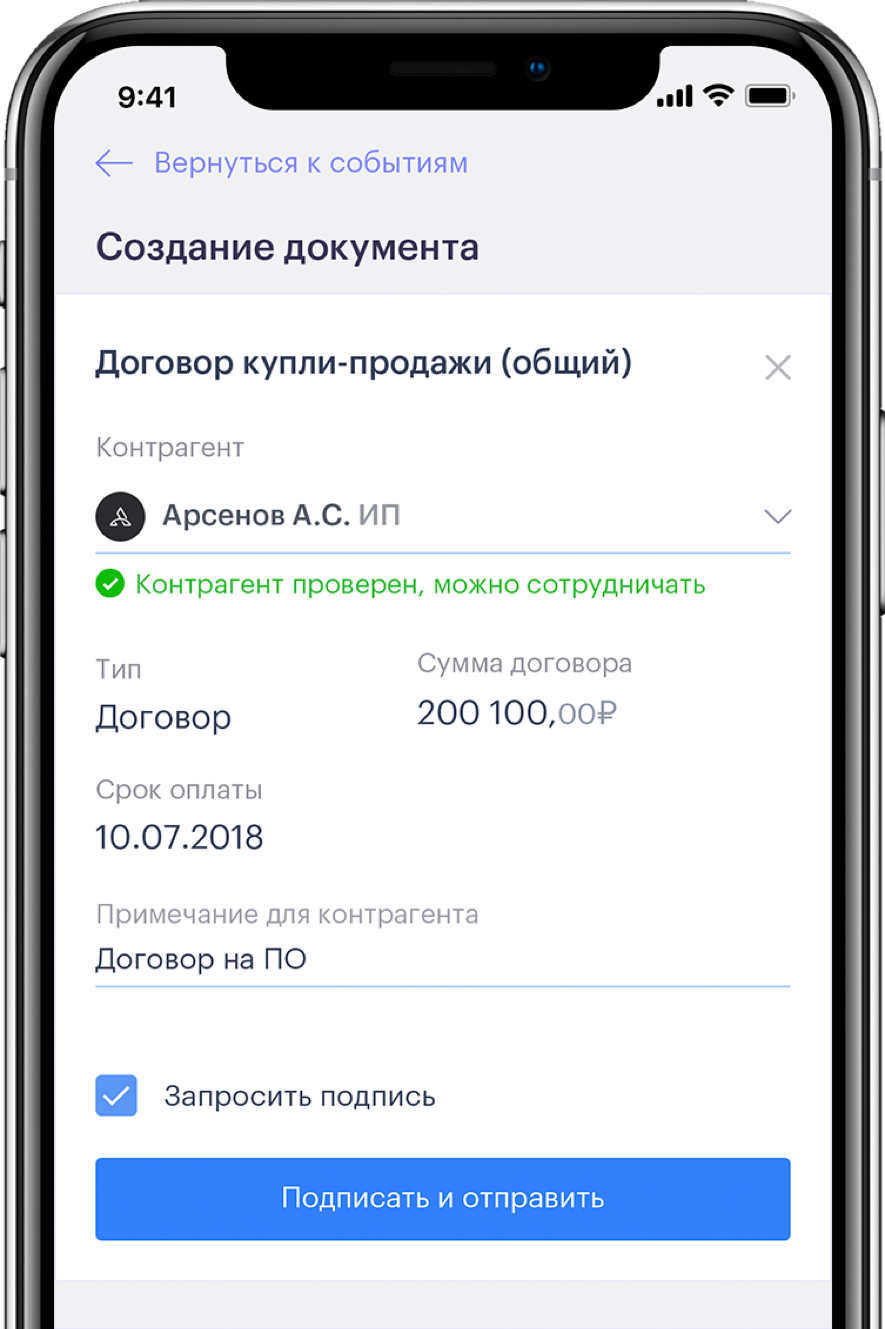 9:41
Вернуться к событиям
Создание документа
Договор купли-продажи (общий)
Контрагент
Арсенов А.С. ИП
Контрагент проверен, можно сотрудничать
Тип
Сумма договора
Договор
200 100,00₽
Срок оплаты
10.07.2018
Примечание для контрагента
Договор на ПО
Запросить подпись
Подписать и отправить